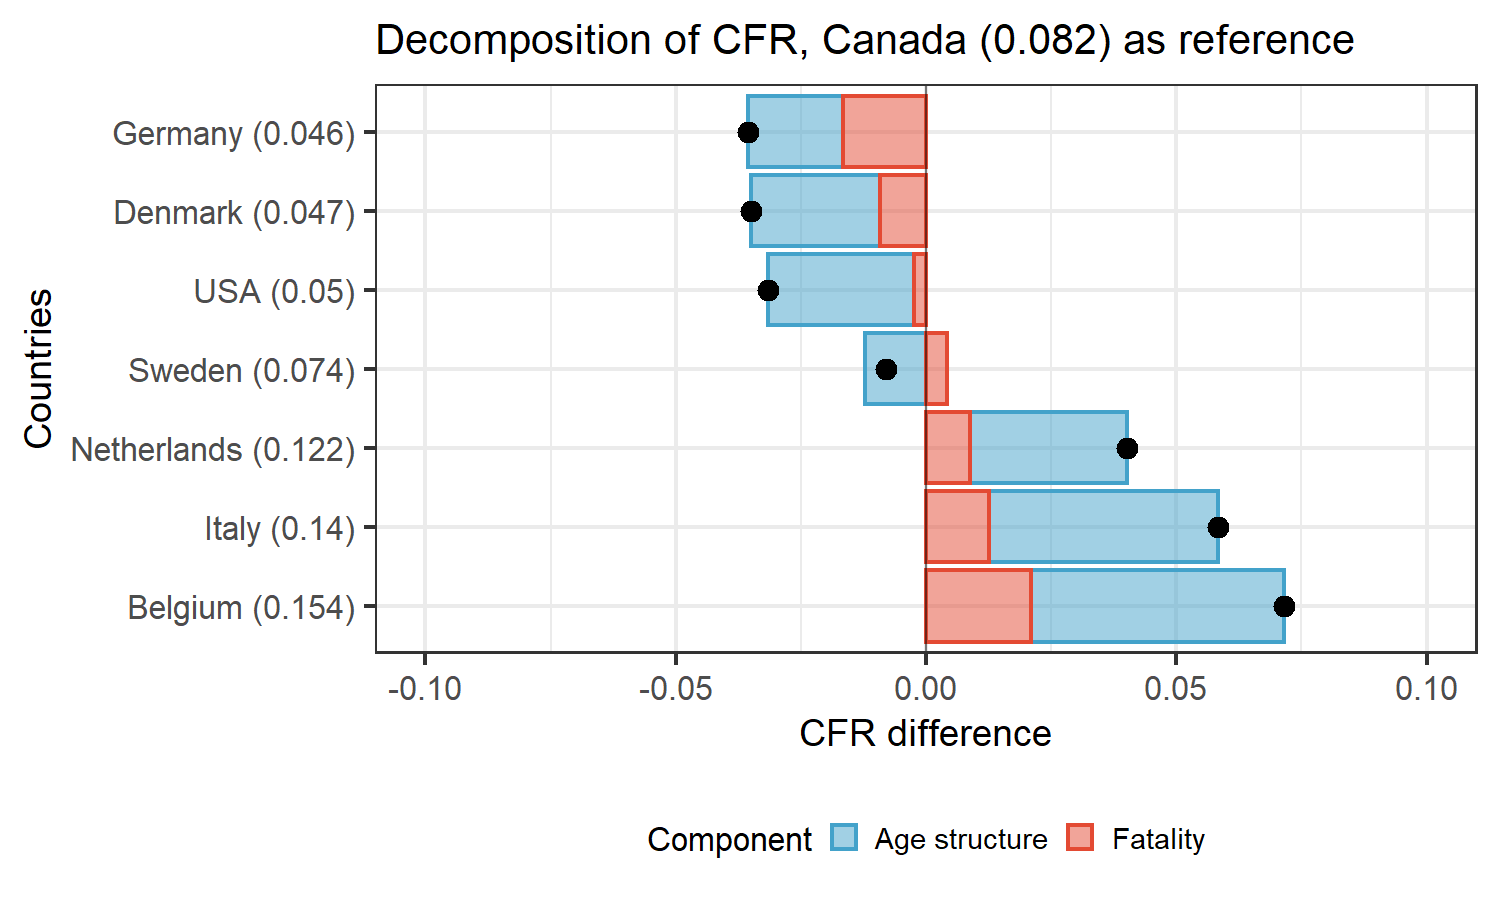 Decomposition of CFR, Canada (0.082) as reference
Countries
Germany (0.046)
Denmark (0.047)
USA (0.05)
Sweden (0.074)
Netherlands (0.122)
Italy (0.14)
Belgium (0.154)
-0.10 -0.05 0.00 0.05 0.10
CFR difference
Component Age structure Fatality